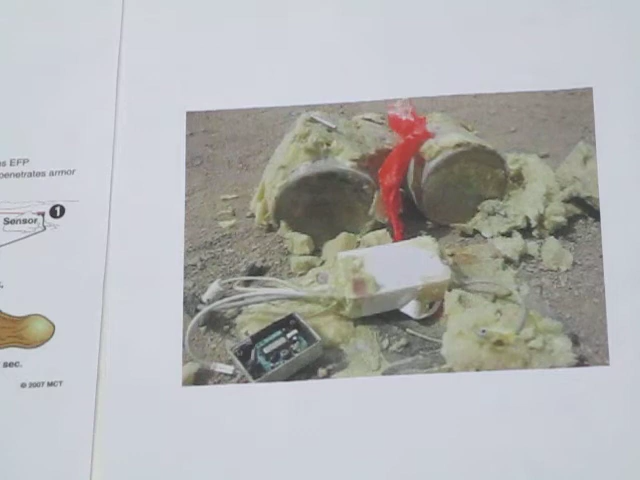 EFP
penetrates armor
Sensor 1
sec.
© 2007 MCT